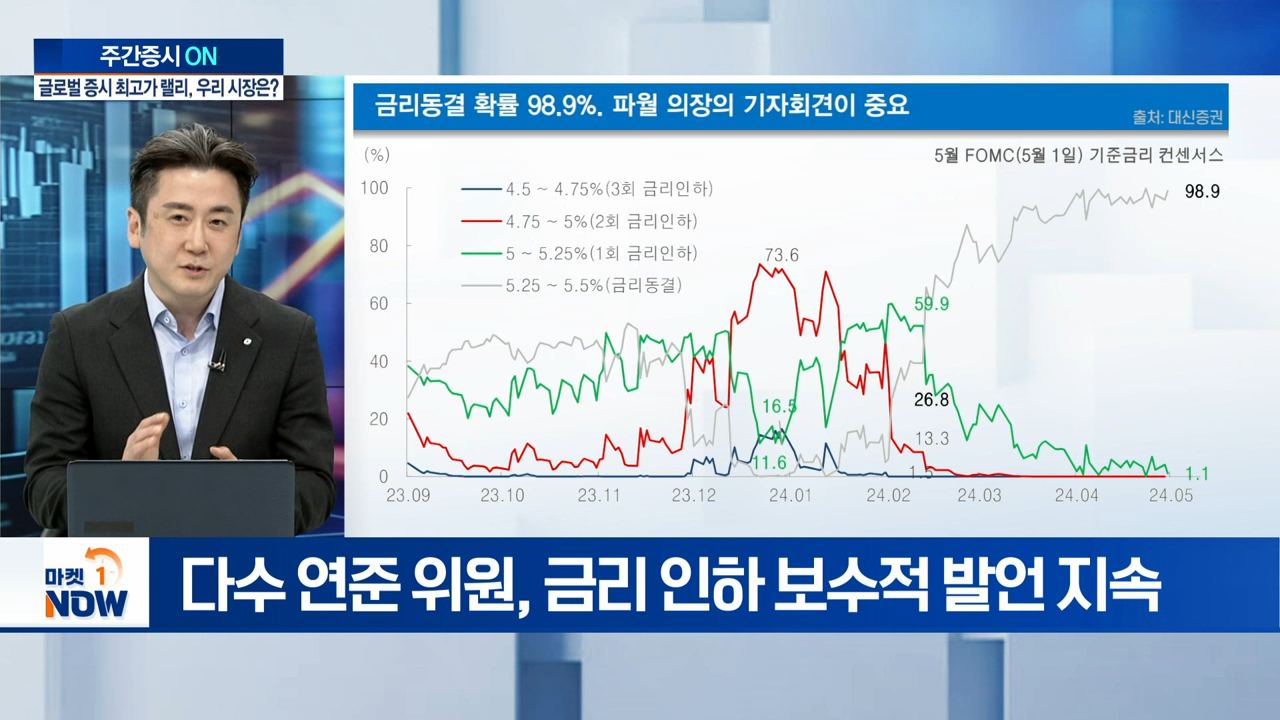 주간증시 ON
글로벌 증시 최고가 랠리, 우리 시장은?
금리동결 확률 98.9%. 파월 의장의 기자회견이 중요
출처: 대신증권
(%)
5월 FOMC(5월 1일) 기준금리 컨센서스
100
80
60
40
20
0
4.5 ~ 4.75%(3회 금리인하)
4.75 ~ 5%(2회 금리인하)
5 ~ 5.25%(1회 금리인하)
5.25 ~ 5.5%(금리동결)
98.9
73.6
59.9
26.8
16.5
13.3
11.6
1.5
1.1
23.09
23.10
23.11
23.12
24.01
24.02
24.03
24.04
24.05
마켓 1
NOW
다수 연준 위원, 금리 인하 보수적 발언 지속